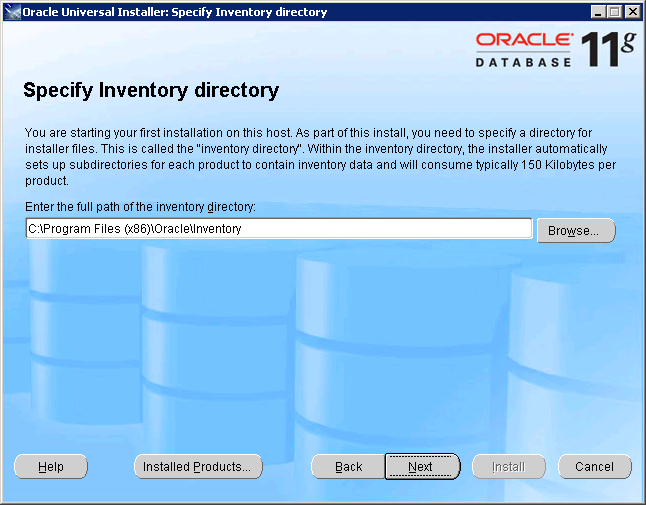 Oracle Universal Installer: Specify Inventory directory
ORACLE
DATABASE 11g
Specify Inventory directory
You are starting your first installation on this host. As part of this install, you need to specify a directory for
installer files. This is called the "inventory directory". Within the inventory directory, the installer automatically
sets up subdirectories for each product to contain inventory data and will consume typically 150 Kilobytes per
product.
Enter the full path of the inventory directory:
C:\Program Files (x86)\Oracle\Inventory
Browse...
Help
Installed Products...
Back
Next
Install
Cancel